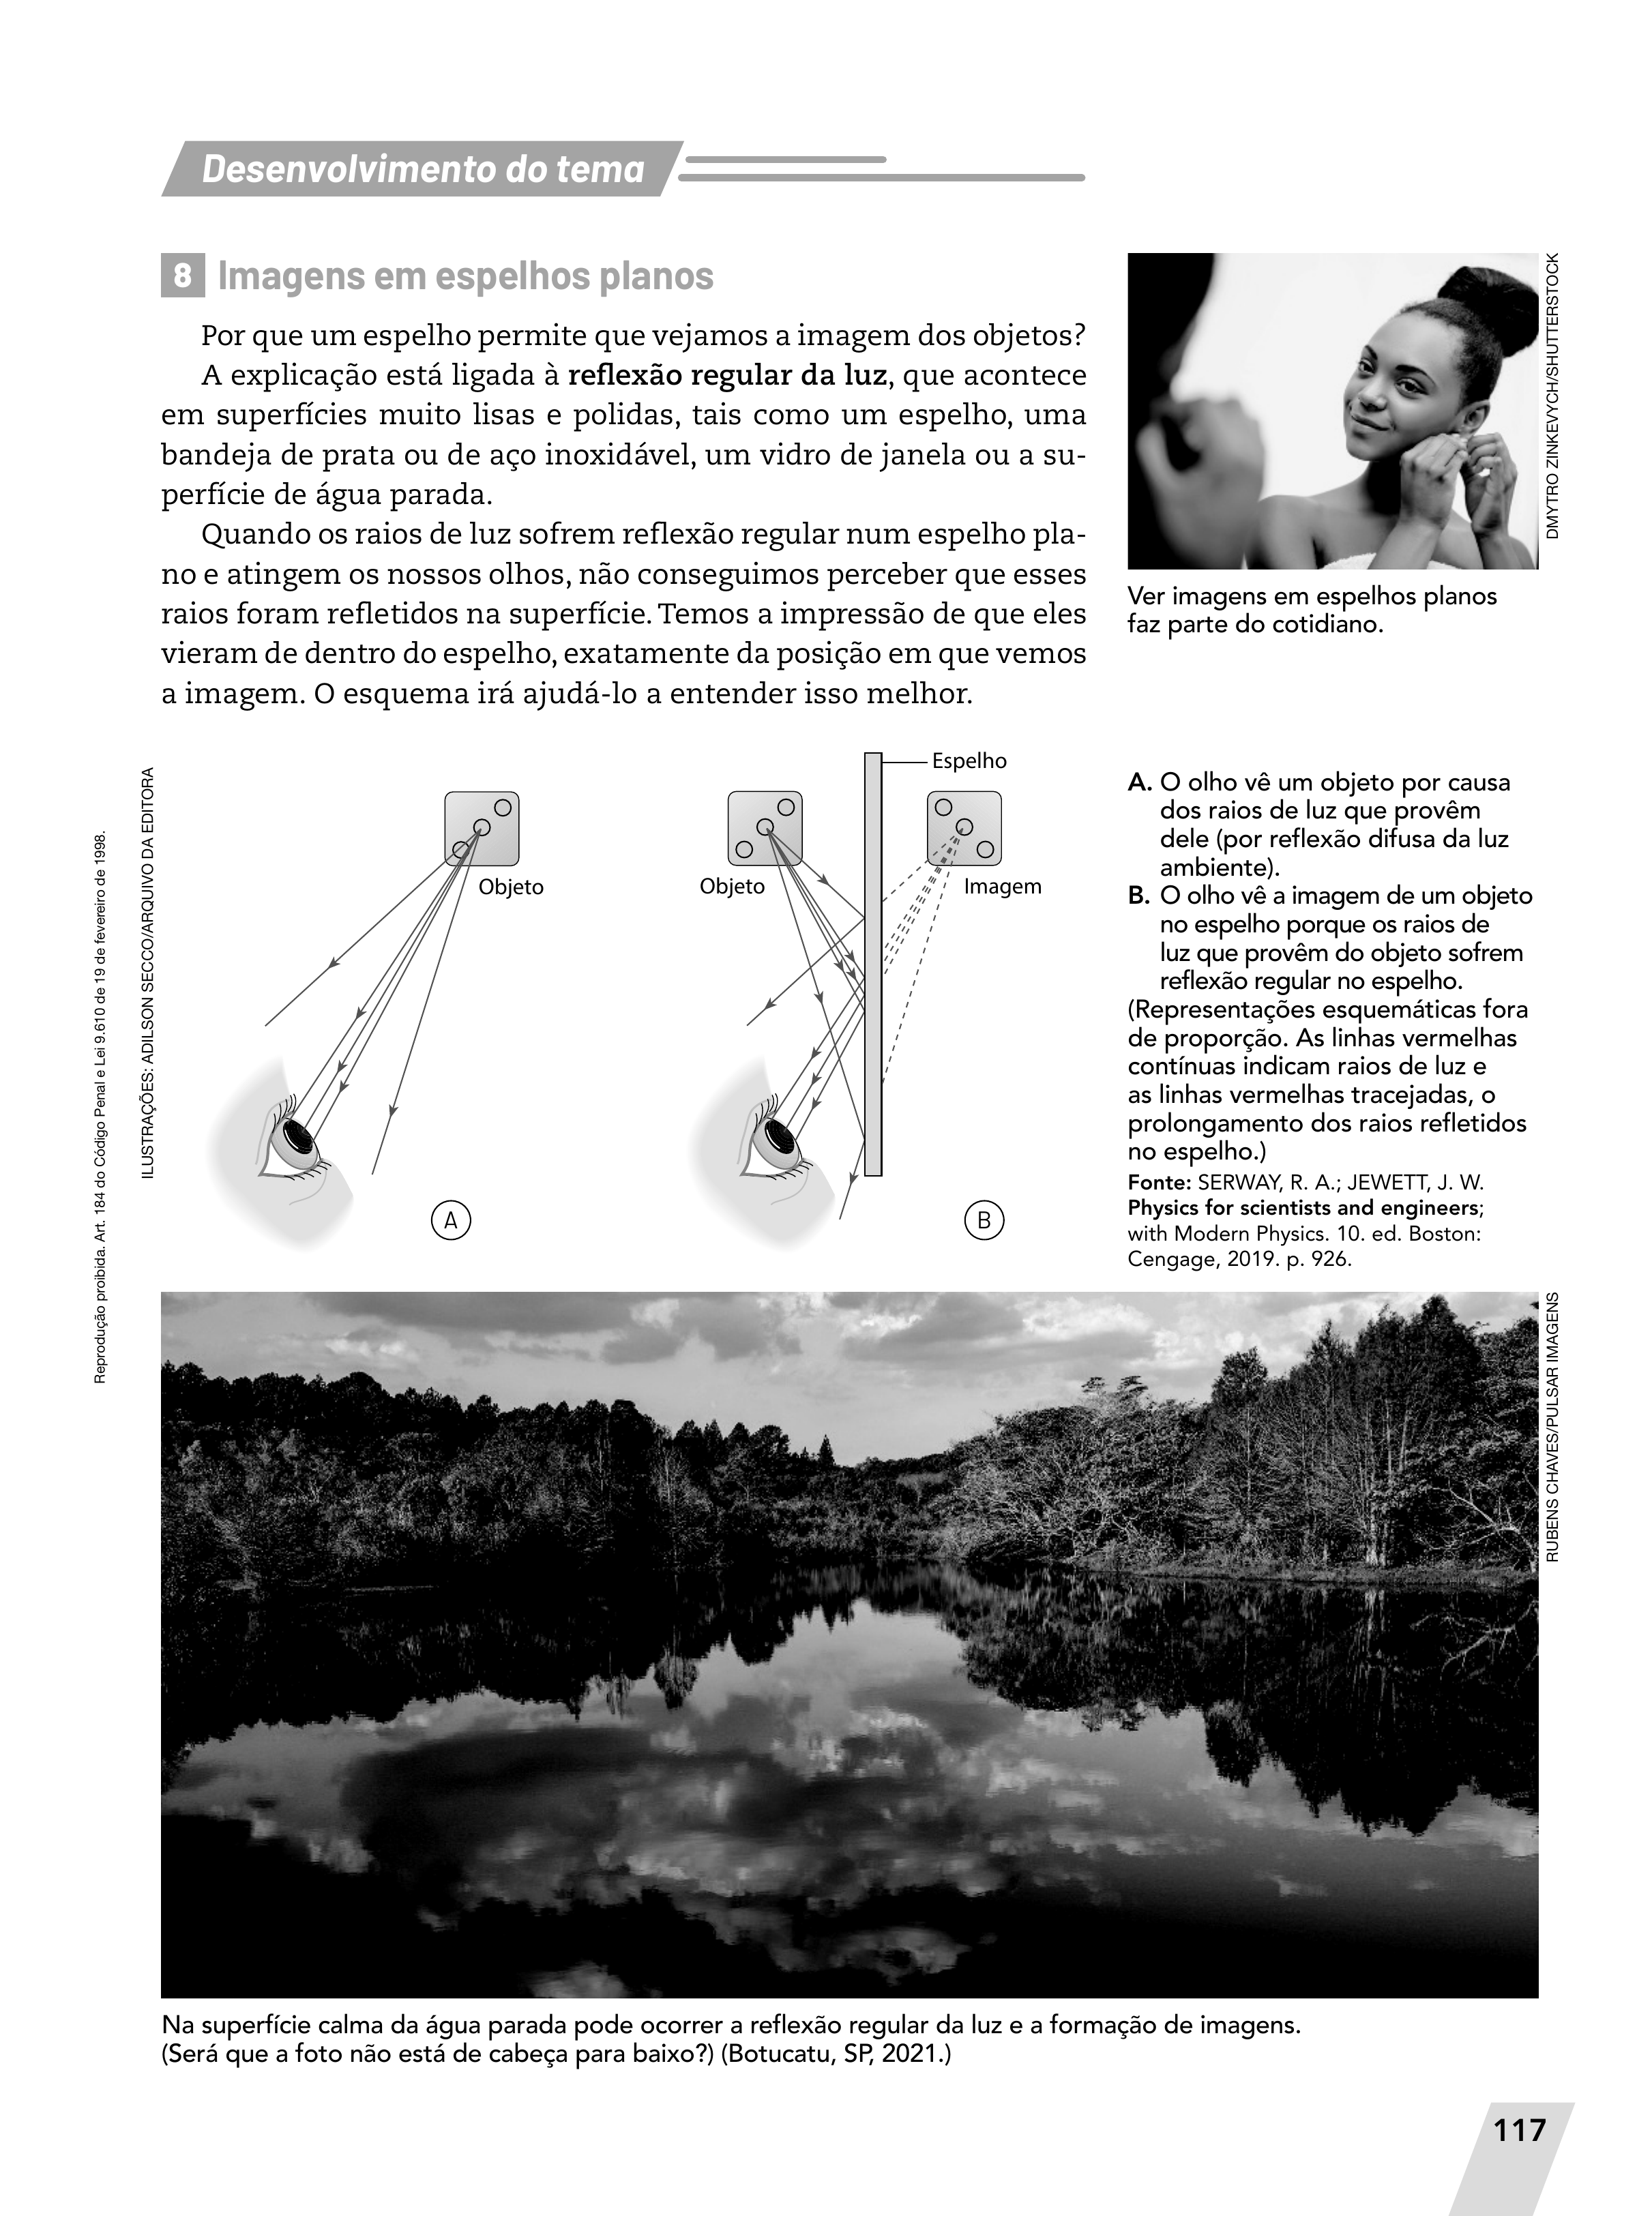 Desenvolvimento do tema
8 Imagens em espelhos planos
Por que um espelho permite que vejamos a imagem dos objetos?
A explicação está ligada à reflexão regular da luz, que acontece
em superfícies muito lisas e polidas, tais como um espelho, uma
bandeja de prata ou de aço inoxidável, um vidro de janela ou a su-
perfície de água parada.
Quando os raios de luz sofrem reflexão regular num espelho pla-
no e atingem os nossos olhos, não conseguimos perceber que esses
raios foram refletidos na superfície. Temos a impressão de que eles
vieram de dentro do espelho, exatamente da posição em que vemos
a imagem. O esquema irá ajudá-lo a entender isso melhor.
DMYTRO ZINKEVYCH/SHUTTERSTOCK
Ver imagens em espelhos planos
faz parte do cotidiano.
Reprodução proibida. Art. 184 do Código Penal e Lei 9.610 de 19 de fevereiro de 1998.
ILUSTRAÇÕES: ADILSON SECCO/ARQUIVO DA EDITORA
Objeto
A
Espelho
Objeto
Imagem
B
A. O olho vê um objeto por causa
dos raios de luz que provêm
dele (por reflexão difusa da luz
ambiente).
B. O olho vê a imagem de um objeto
no espelho porque os raios de
luz que provêm do objeto sofrem
reflexão regular no espelho.
(Representações esquemáticas fora
de proporção. As linhas vermelhas
contínuas indicam raios de luz e
as linhas vermelhas tracejadas, o
prolongamento dos raios refletidos
no espelho.)
Fonte: SERWAY, R. A.; JEWETT, J. W.
Physics for scientists and engineers;
with Modern Physics. 10. ed. Boston:
Cengage, 2019. p. 926.
RUBENS CHAVES/PULSAR IMAGENS
Na superfície calma da água parada pode ocorrer a reflexão regular da luz e a formação de imagens.
(Será que a foto não está de cabeça para baixo?) (Botucatu, SP, 2021.)
117